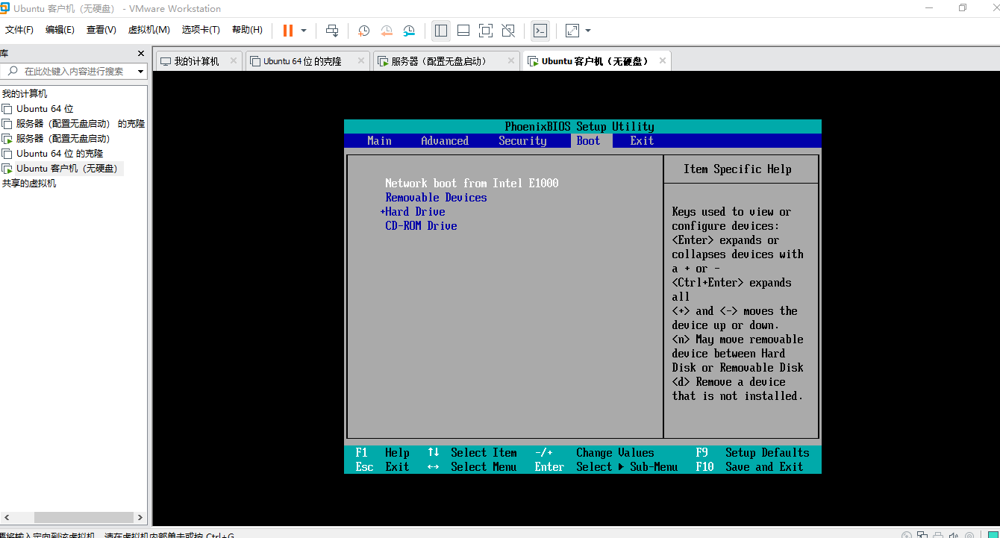 Ubuntu 客户机（无硬盘） - VMware Workstation
文件(F) 编辑(E) 查看(V) 虚拟机(M) 选项卡(T) 帮助(H)
库
在此处键入内容进行搜索
我的计算机
Ubuntu 64 位
服务器（配置无盘启动） 的克隆
服务器（配置无盘启动）
Ubuntu 64 位 的克隆
Ubuntu 客户机（无硬盘）
共享的虚拟机
我的计算机 Ubuntu 64 位 的克隆 服务器（配置无盘启动） Ubuntu 客户机（无硬盘）
PhoenixBIOS Setup Utility
Main Advanced Security Boot Exit
Network boot from Intel E1000
Removable Devices
+Hard Drive
CD-ROM Drive
Item Specific Help
Keys used to view or
configure devices:
<Enter> expands or
collapses devices with
a + or -
<Ctrl+Enter> expands
all
<+> and <-> moves the
device up or down.
<n> May move removable
device between Hard
Disk or Removable Disk
<d> Remove a device
that is not installed.
F1 Help ↑↓ Select Item -/+ Change Values F9 Setup Defaults
Esc Exit ↔ Select Menu Enter Select ▶ Sub-Menu F10 Save and Exit
要将输入定向到该虚拟机，请在虚拟机内部单击或按 Ctrl+G